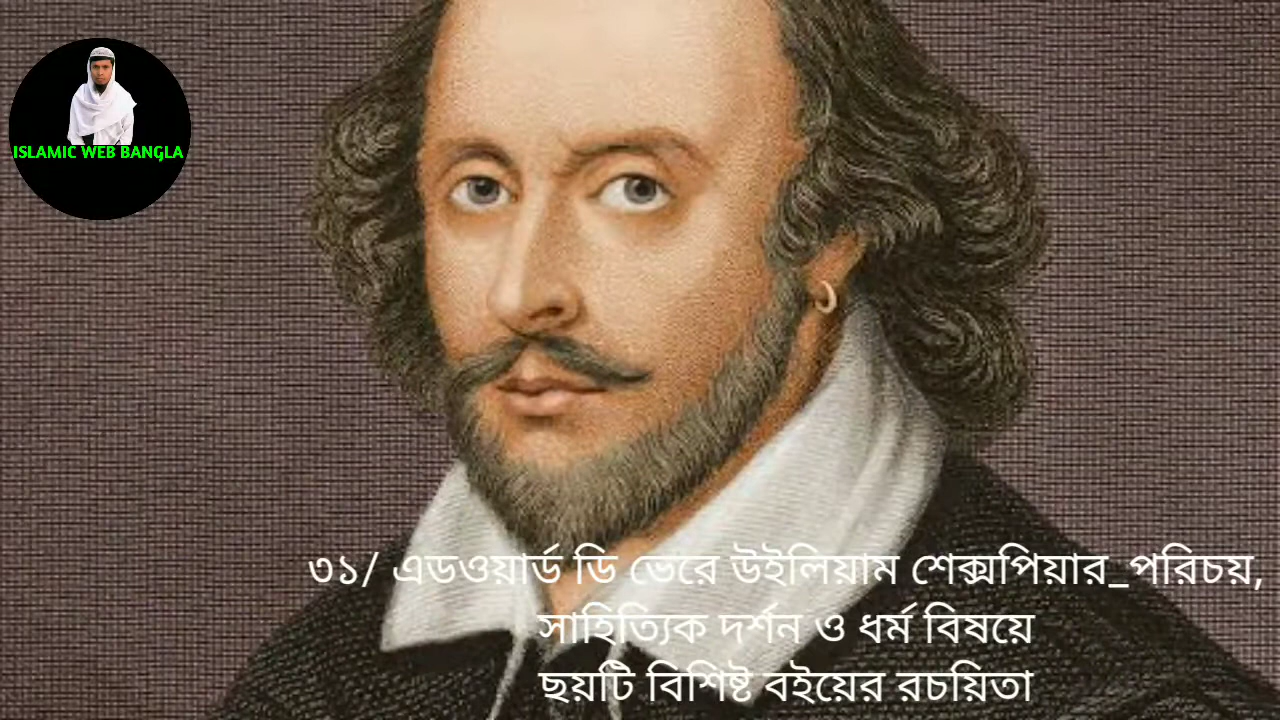 ISLAMIC WEB BANGLA
৩১/ এডওয়ার্ড ডি ভেরে উইলিয়াম শেক্সপিয়ার_পরিচয়,
সাহিত্যিক দর্শন ও ধর্ম বিষয়ে
ছয়টি বিশিষ্ট বইয়ের রচয়িতা